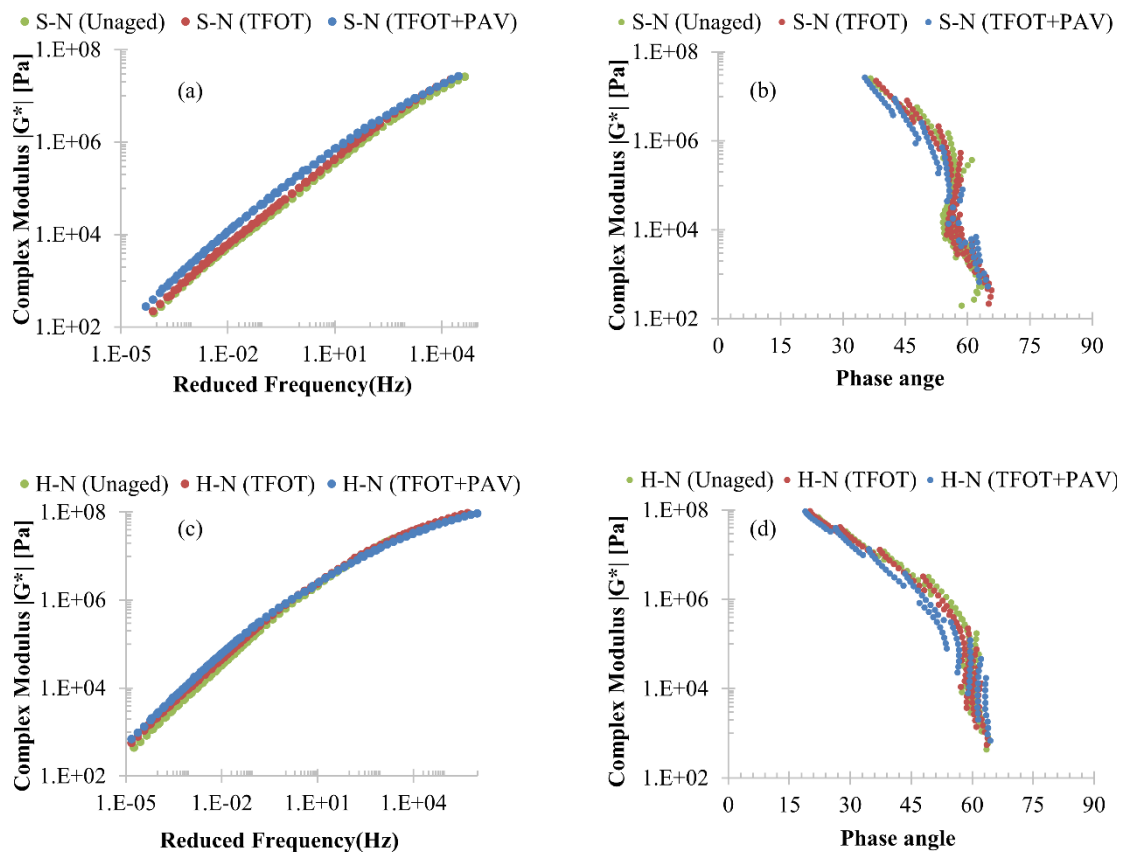 S-N (Unaged) S-N (TFOT) S-N (TFOT+PAV)
Complex Modulus |G*| [Pa]
1.E+08
1.E+06
1.E+04
1.E+02
(a)
1.E-05 1.E-02 1.E+01 1.E+04
Reduced Frequency(Hz)
S-N (Unaged) S-N (TFOT) S-N (TFOT+PAV)
Complex Modulus |G*| [Pa]
1.E+08
1.E+06
1.E+04
1.E+02
(b)
0 15 30 45 60 75 90
Phase ange
H-N (Unaged) H-N (TFOT) H-N (TFOT+PAV)
Complex Modulus |G*| [Pa]
1.E+08
1.E+06
1.E+04
1.E+02
(c)
1.E-05 1.E-02 1.E+01 1.E+04
Reduced Frequency(Hz)
H-N (Unaged) H-N (TFOT) H-N (TFOT+PAV)
Complex Modulus |G*| [Pa]
1.E+08
1.E+06
1.E+04
1.E+02
(d)
0 15 30 45 60 75 90
Phase angle